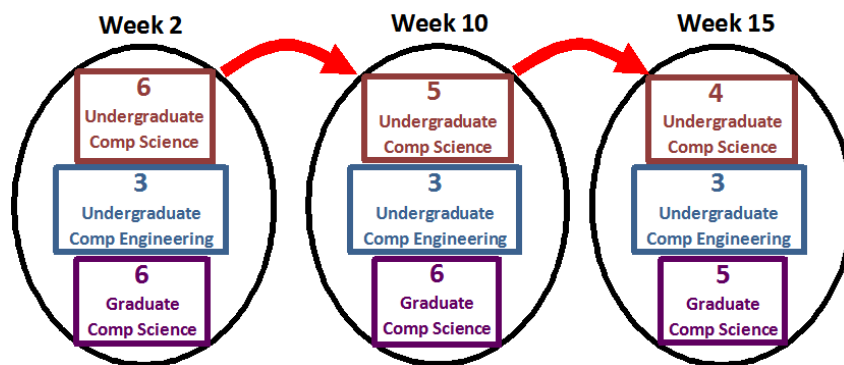 Week 2
Week 10
Week 15
6
Undergraduate
Comp Science
3
Undergraduate
Comp Engineering
6
Graduate
Comp Science
5
Undergraduate
Comp Science
3
Undergraduate
Comp Engineering
6
Graduate
Comp Science
4
Undergraduate
Comp Science
3
Undergraduate
Comp Engineering
5
Graduate
Comp Science